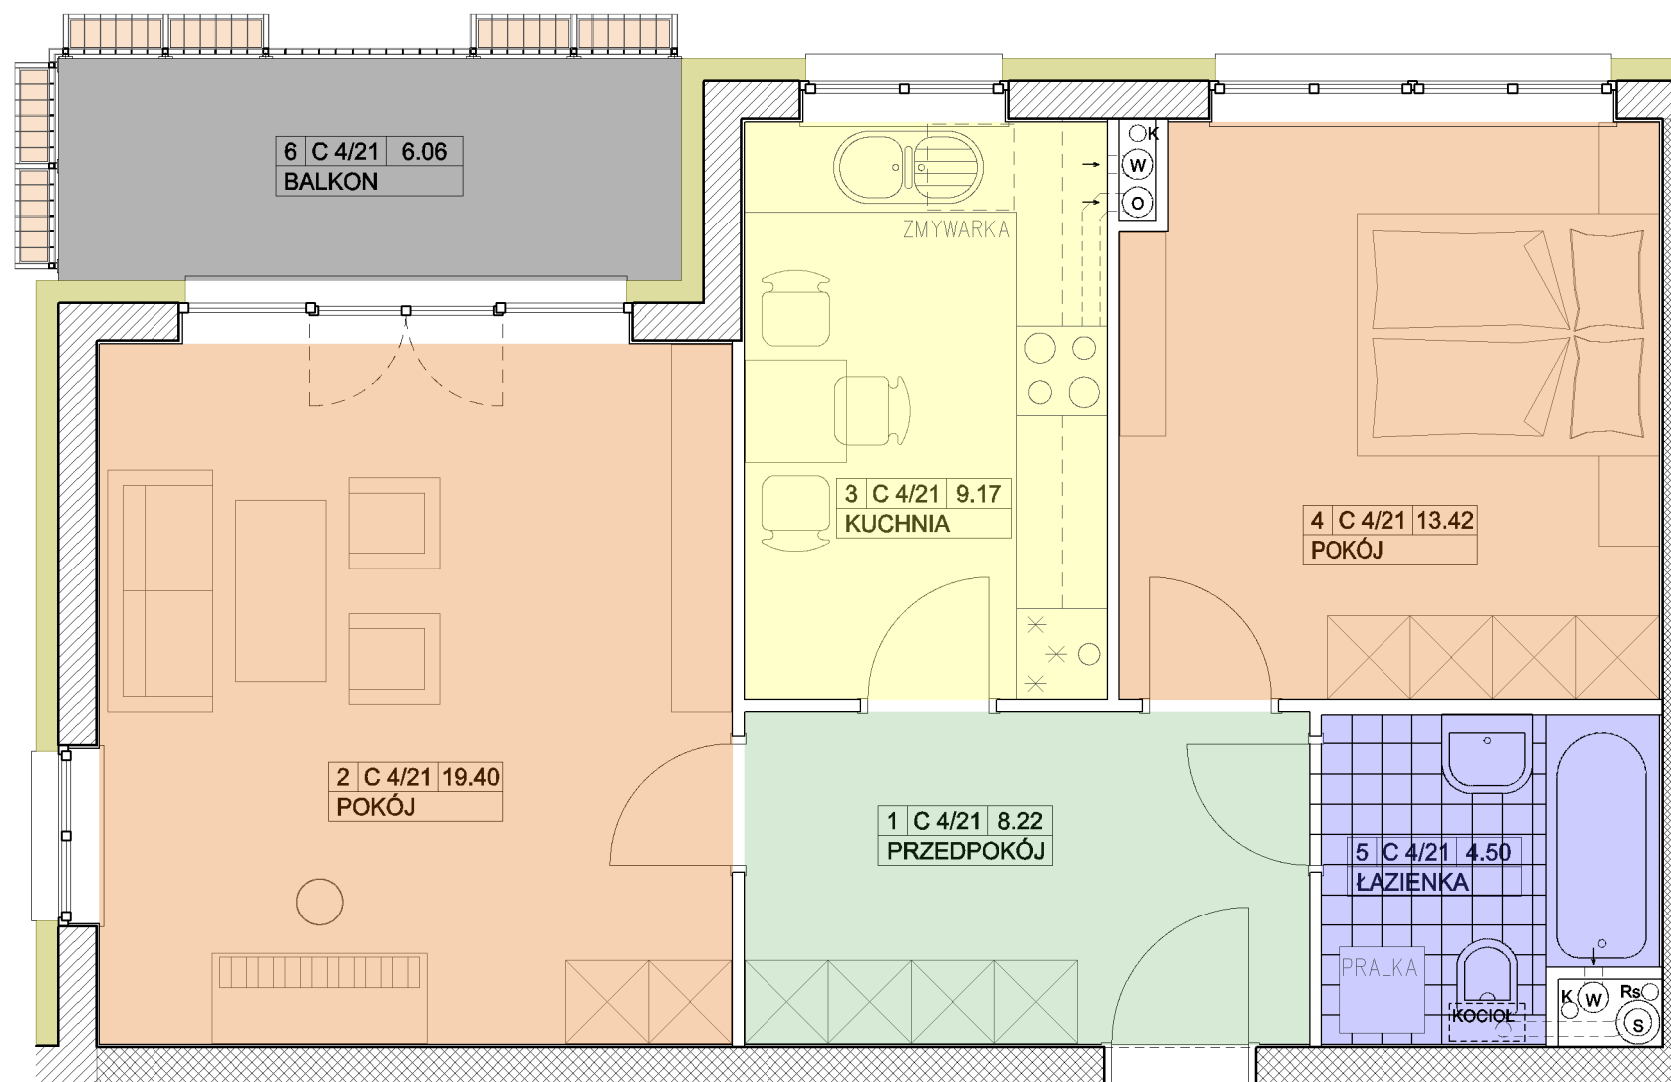 6 C 4/21 6.06
BALKON
K
W
O
ZMYWARKA
3 C 4/21 9.17
KUCHNIA
4 C 4/21 13.42
POKÓJ
2 C 4/21 19.40
POKÓJ
1 C 4/21 8.22
PRZEDPOKÓJ
5 C 4/21 4.50
ŁAZIENKA
PRA_KA
K W Rs
S
KOCIOŁ